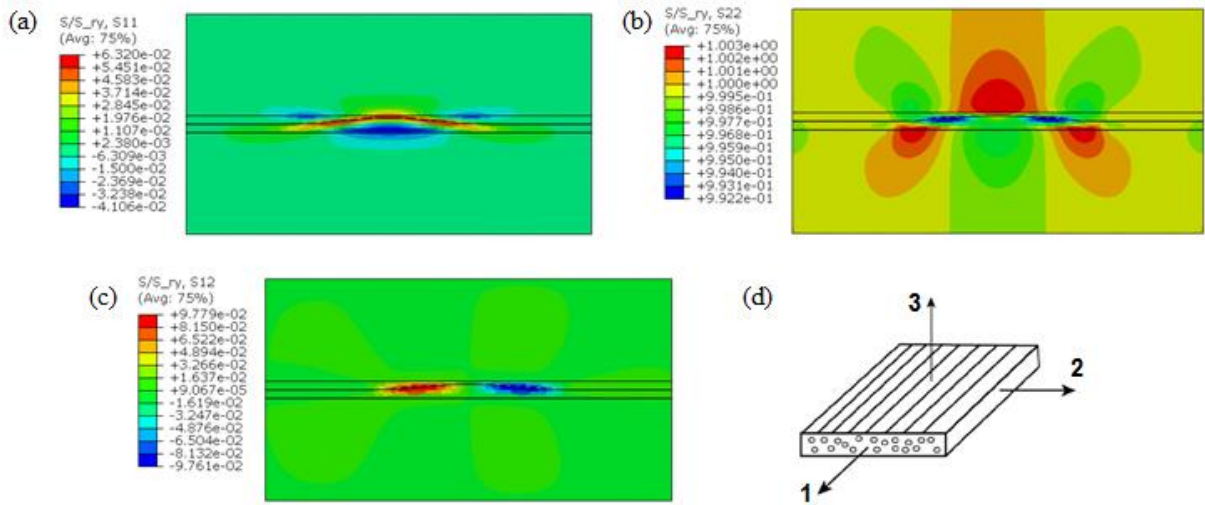 (a)
S/S_ry, S11
(Avg: 75%)
+6.320e-02
+5.451e-02
+4.583e-02
+3.714e-02
+2.845e-02
+1.976e-02
+1.107e-02
+2.380e-03
-6.309e-03
-1.500e-02
-2.369e-02
-3.238e-02
-4.106e-02
(b)
S/S_ry, S22
(Avg: 75%)
+1.003e+00
+1.002e+00
+1.001e+00
+1.000e+00
+9.995e-01
+9.986e-01
+9.977e-01
+9.968e-01
+9.959e-01
+9.950e-01
+9.940e-01
+9.931e-01
+9.922e-01
(c)
S/S_ry, S12
(Avg: 75%)
+9.779e-02
+8.150e-02
+6.522e-02
+4.894e-02
+3.266e-02
+1.637e-02
+9.067e-05
-1.619e-02
-3.247e-02
-4.876e-02
-6.504e-02
-8.132e-02
-9.761e-02
(d)
3
2
1